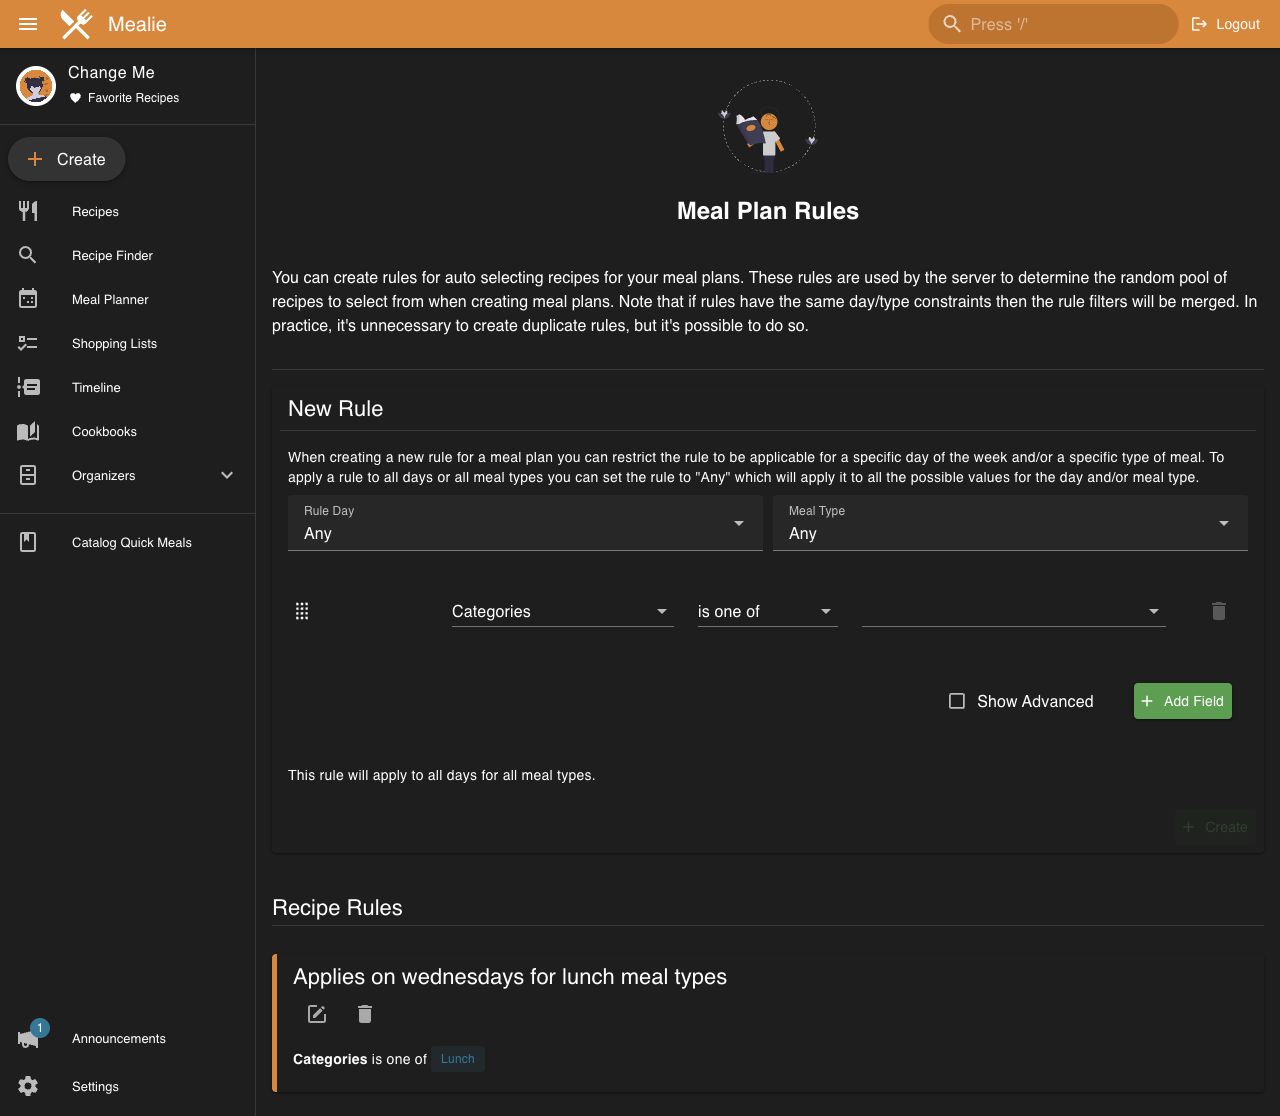 Mealie
Press '/'
Logout
Change Me
Favorite Recipes
Create
Recipes
Recipe Finder
Meal Planner
Shopping Lists
Timeline
Cookbooks
Organizers
Catalog Quick Meals
1
Announcements
Settings
Meal Plan Rules
You can create rules for auto selecting recipes for your meal plans. These rules are used by the server to determine the random pool of
recipes to select from when creating meal plans. Note that if rules have the same day/type constraints then the rule filters will be merged. In
practice, it's unnecessary to create duplicate rules, but it's possible to do so.
New Rule
When creating a new rule for a meal plan you can restrict the rule to be applicable for a specific day of the week and/or a specific type of meal. To
apply a rule to all days or all meal types you can set the rule to "Any" which will apply it to all the possible values for the day and/or meal type.
Rule Day
Any
Meal Type
Any
Categories
is one of
Show Advanced
Add Field
This rule will apply to all days for all meal types.
Create
Recipe Rules
Applies on wednesdays for lunch meal types
Categories is one of Lunch